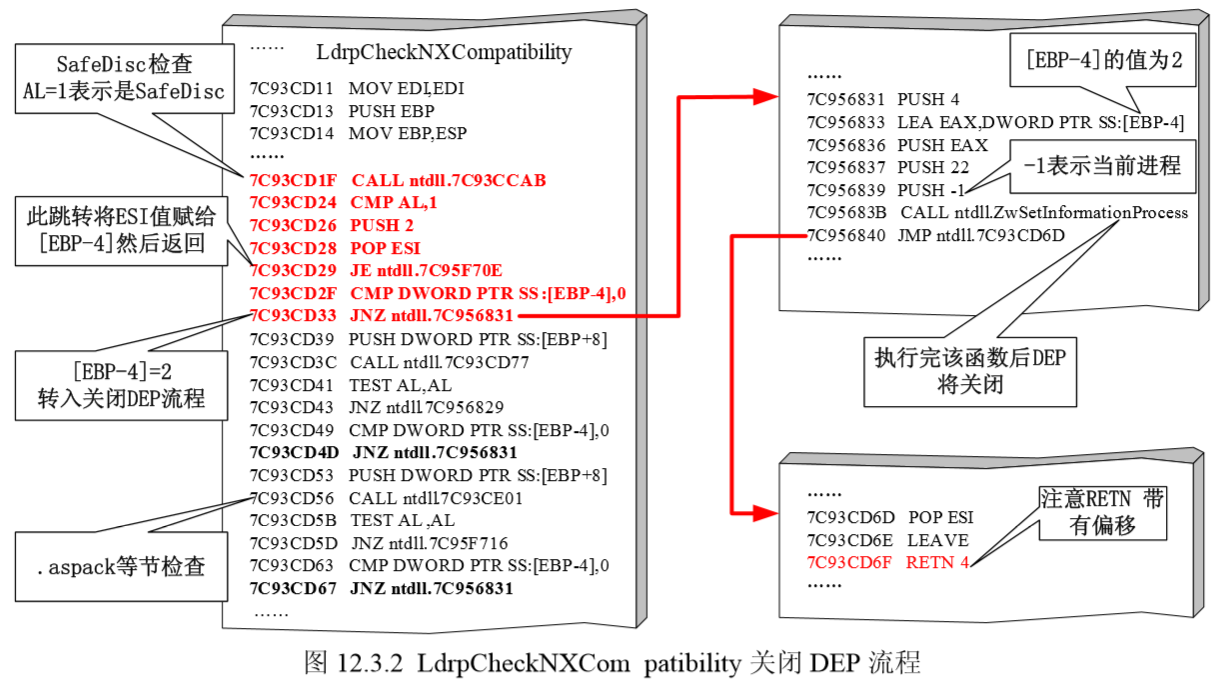 SafeDisc检查
AL=1表示是SafeDisc
此跳转将ESI值赋给
[EBP-4]然后返回
[EBP-4]=2
转入关闭DEP流程
.aspack等节检查
…… LdrpCheckNXCompatibility
7C93CD11 MOV EDI,EDI
7C93CD13 PUSH EBP
7C93CD14 MOV EBP,ESP
……
7C93CD1F CALL ntdll.7C93CCAB
7C93CD24 CMP AL,1
7C93CD26 PUSH 2
7C93CD28 POP ESI
7C93CD29 JE ntdll.7C95F70E
7C93CD2F CMP DWORD PTR SS:[EBP-4],0
7C93CD33 JNZ ntdll.7C956831
7C93CD39 PUSH DWORD PTR SS:[EBP+8]
7C93CD3C CALL ntdll.7C93CD77
7C93CD41 TEST AL,AL
7C93CD43 JNZ ntdll.7C956829
7C93CD49 CMP DWORD PTR SS:[EBP-4],0
7C93CD4D JNZ ntdll.7C956831
7C93CD53 PUSH DWORD PTR SS:[EBP+8]
7C93CD56 CALL ntdll7C93CE01
7C93CD5B TEST AL ,AL
7C93CD5D JNZ ntdll.7C95F716
7C93CD63 CMP DWORD PTR SS:[EBP-4],0
7C93CD67 JNZ ntdll.7C956831
……
[EBP-4]的值为2
……
7C956831 PUSH 4
7C956833 LEA EAX,DWORD PTR SS:[EBP-4]
7C956836 PUSH EAX
7C956837 PUSH 22
7C956839 PUSH -1
-1表示当前进程
7C95683B CALL ntdll.ZwSetInformationProcess
7C956840 JMP ntdll.7C93CD6D
……
执行完该函数后DEP
将关闭
……
7C93CD6D POP ESI
7C93CD6E LEAVE
7C93CD6F RETN 4
……
注意RETN 带
有偏移
图 12.3.2 LdrpCheckNXCom patibility 关闭 DEP 流程